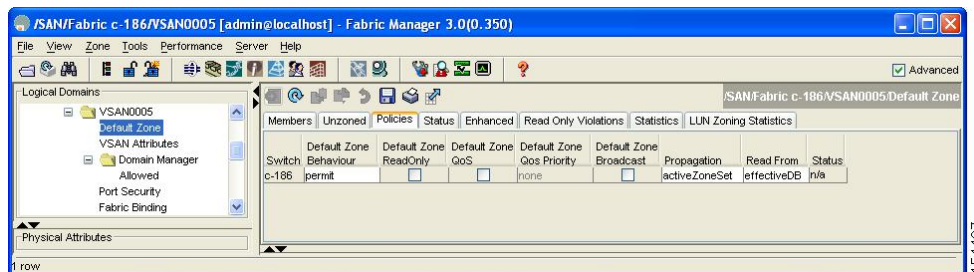 /SAN/Fabric c-186/VSAN0005 [admin@localhost] - Fabric Manager 3.0(0.350)
File View Zone Tools Performance Server Help
Advanced
Logical Domains
/SAN/Fabric c-186/VSAN0005/Default Zone
VSAN0005
Default Zone
VSAN Attributes
Domain Manager
Allowed
Port Security
Fabric Binding
Physical Attributes
Members Unzoned Policies Status Enhanced Read Only Violations Statistics LUN Zoning Statistics
Default Zone Default Zone Default Zone Default Zone Default Zone
Switch Behaviour ReadOnly QoS Qos Priority Broadcast Propagation Read From Status
c-186 permit none activeZoneSet effectiveDB n/a
1 row